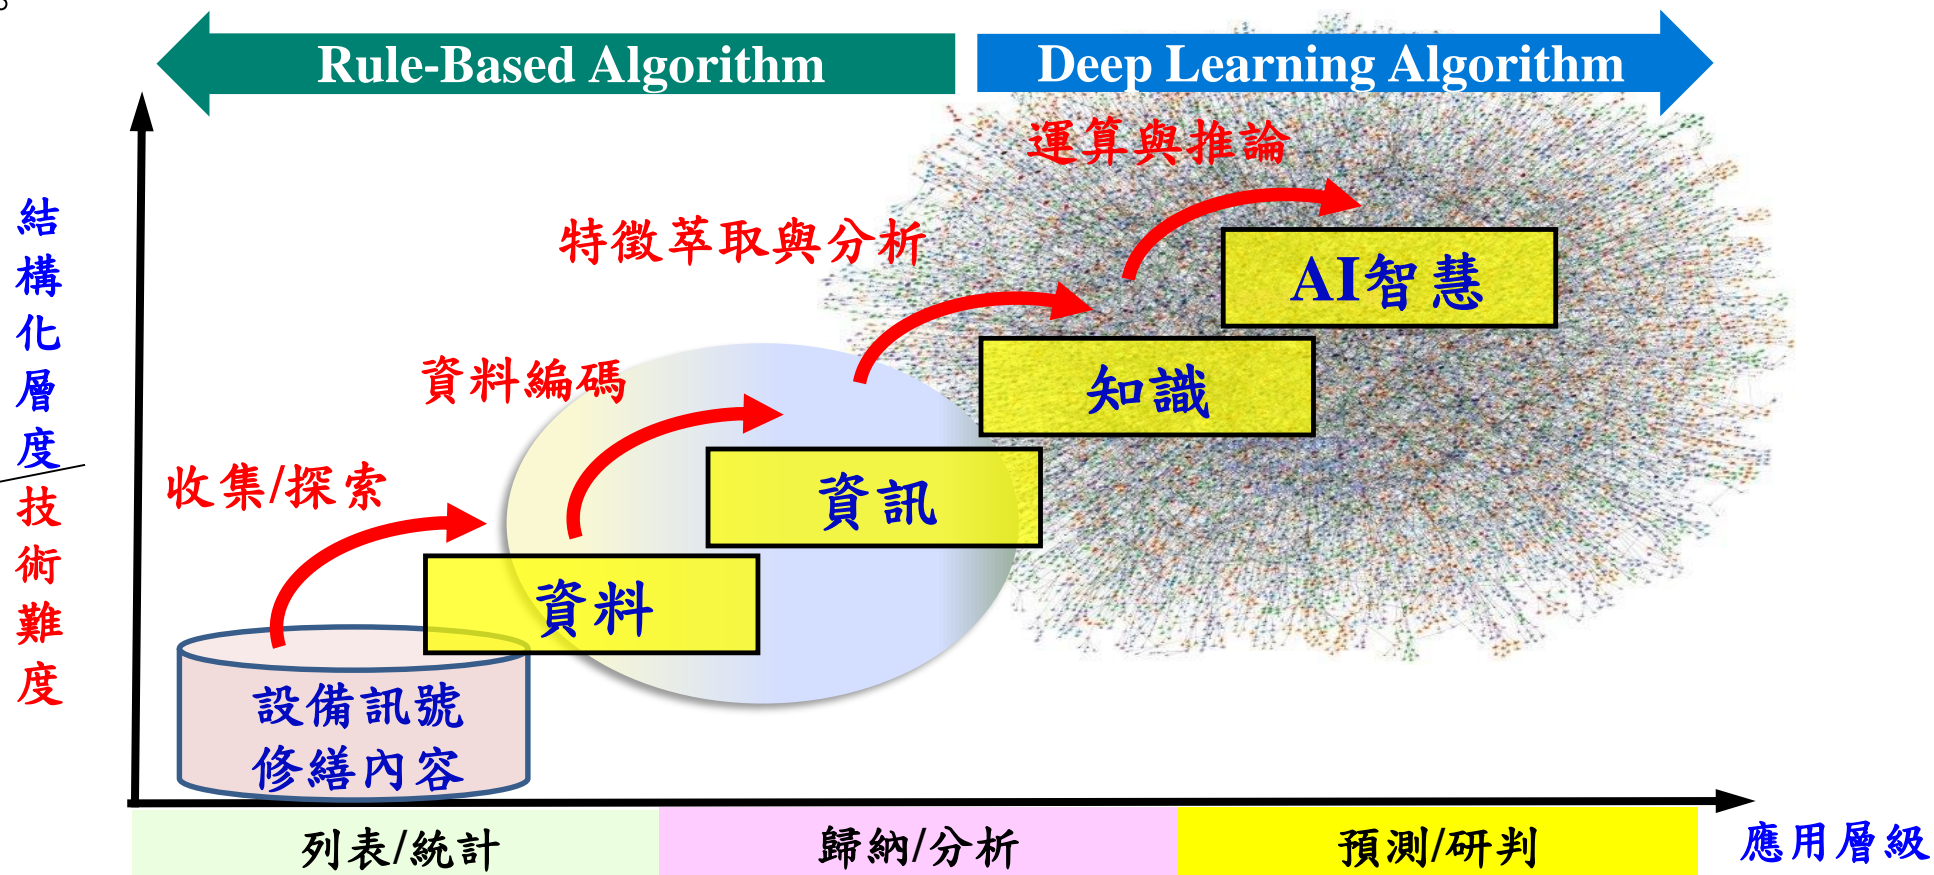 Rule-Based Algorithm
Deep Learning Algorithm
運算與推論
特徵萃取與分析
AI智慧
資料編碼
知識
收集/探索
資訊
資料
設備訊號
修繕內容
結構化層度
技術難度
列表/統計
歸納/分析
預測/研判
應用層級